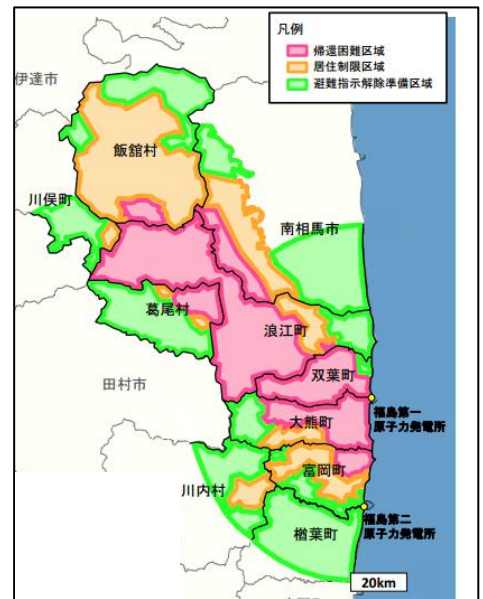 凡例
帰還困難区域
居住制限区域
避難指示解除準備区域
伊達市
飯舘村
川俣町
南相馬市
葛尾村
浪江町
田村市
双葉町
福島第一
原子力発電所
大熊町
富岡町
川内村
福島第二
原子力発電所
楢葉町
20km